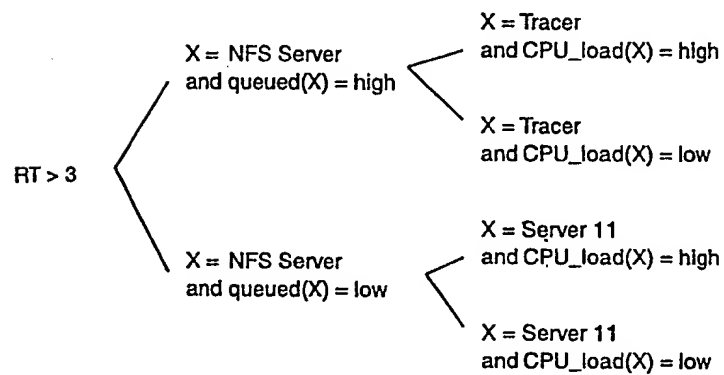 X = Tracer
and CPU_load(X) = high
X = NFS Server
and queued(X) = high
X = Tracer
and CPU_load(X) = low
RT > 3
X = Server 11
and CPU_load(X) = high
X = NFS Server
and queued(X) = low
X = Server 11
and CPU_load(X) = low